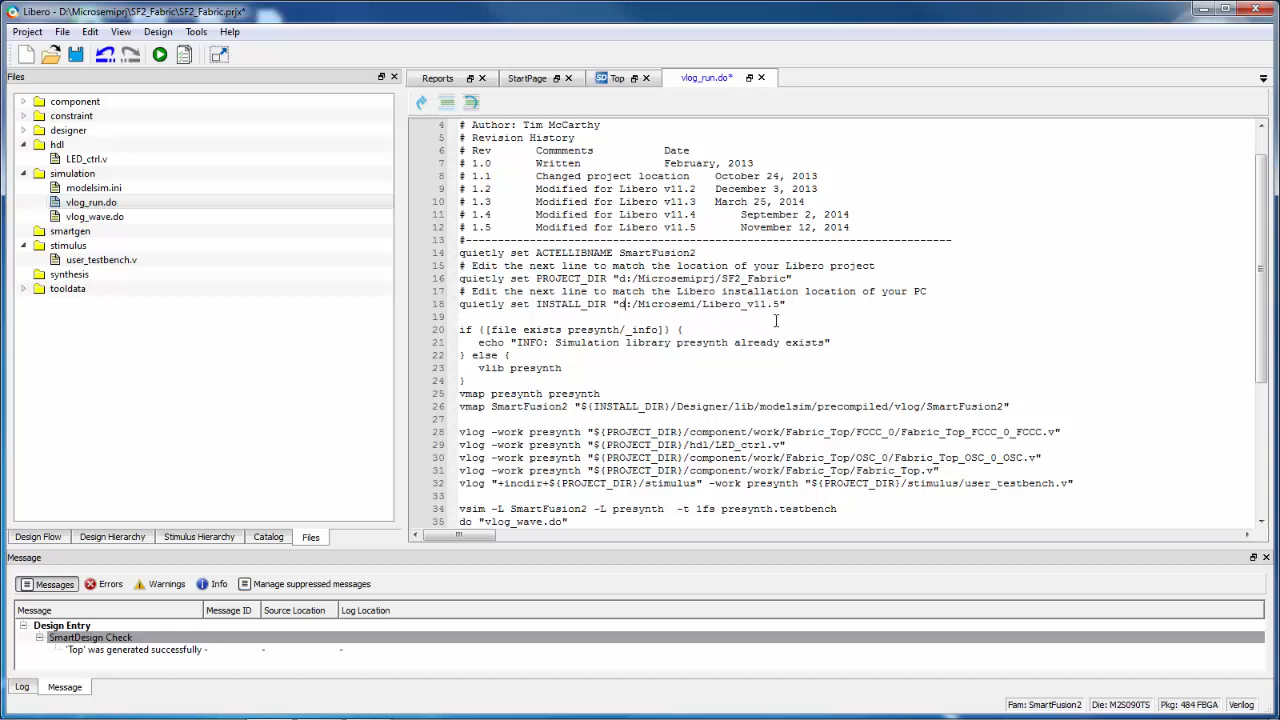 Libero - D:\Microsemiprj\SF2_Fabric\SF2_Fabric.prjx*
Project File Edit View Design Tools Help
Files
Reports StartPage SD Top vlog_run.do*
component
constraint
designer
hdl
LED_ctrl.v
simulation
modelsim.ini
vlog_run.do
vlog_wave.do
smartgen
stimulus
user_testbench.v
synthesis
tooldata
4 # Author: Tim McCarthy
5 # Revision History
6 # Rev Commments Date
7 # 1.0 Written February, 2013
8 # 1.1 Changed project location October 24, 2013
9 # 1.2 Modified for Libero v11.2 December 3, 2013
10 # 1.3 Modified for Libero v11.3 March 25, 2014
11 # 1.4 Modified for Libero v11.4 September 2, 2014
12 # 1.5 Modified for Libero v11.5 November 12, 2014
13 #----------------------------------------------------------------------------
14 quietly set ACTELLIBNAME SmartFusion2
15 # Edit the next line to match the location of your Libero project
16 quietly set PROJECT_DIR "d:/Microsemiprj/SF2_Fabric"
17 # Edit the next line to match the Libero installation location of your PC
18 quietly set INSTALL_DIR "d:/Microsemi/Libero_v11.5"
19
20 if {[file exists presynth/_info]} {
21 echo "INFO: Simulation library presynth already exists"
22 } else {
23 vlib presynth
24 }
25 vmap presynth presynth
26 vmap SmartFusion2 "${INSTALL_DIR}/Designer/lib/modelsim/precompiled/vlog/SmartFusion2"
27
28 vlog -work presynth "${PROJECT_DIR}/component/work/Fabric_Top/FCCC_0/Fabric_Top_FCCC_0_FCCC.v"
29 vlog -work presynth "${PROJECT_DIR}/hdl/LED_ctrl.v"
30 vlog -work presynth "${PROJECT_DIR}/component/work/Fabric_Top/OSC_0/Fabric_Top_OSC_0_OSC.v"
31 vlog -work presynth "${PROJECT_DIR}/component/work/Fabric_Top/Fabric_Top.v"
32 vlog "+incdir+${PROJECT_DIR}/stimulus" -work presynth "${PROJECT_DIR}/stimulus/user_testbench.v"
33
34 vsim -L SmartFusion2 -L presynth -t 1fs presynth.testbench
35 do "vlog_wave.do"
Design Flow Design Hierarchy Stimulus Hierarchy Catalog Files
Message
Messages Errors Warnings Info Manage suppressed messages
Message Message ID Source Location Log Location
Design Entry
SmartDesign Check
'Top' was generated successfully - - -
Log Message
Fam: SmartFusion2 Die: M2S090TS Pkg: 484 FBGA Verilog